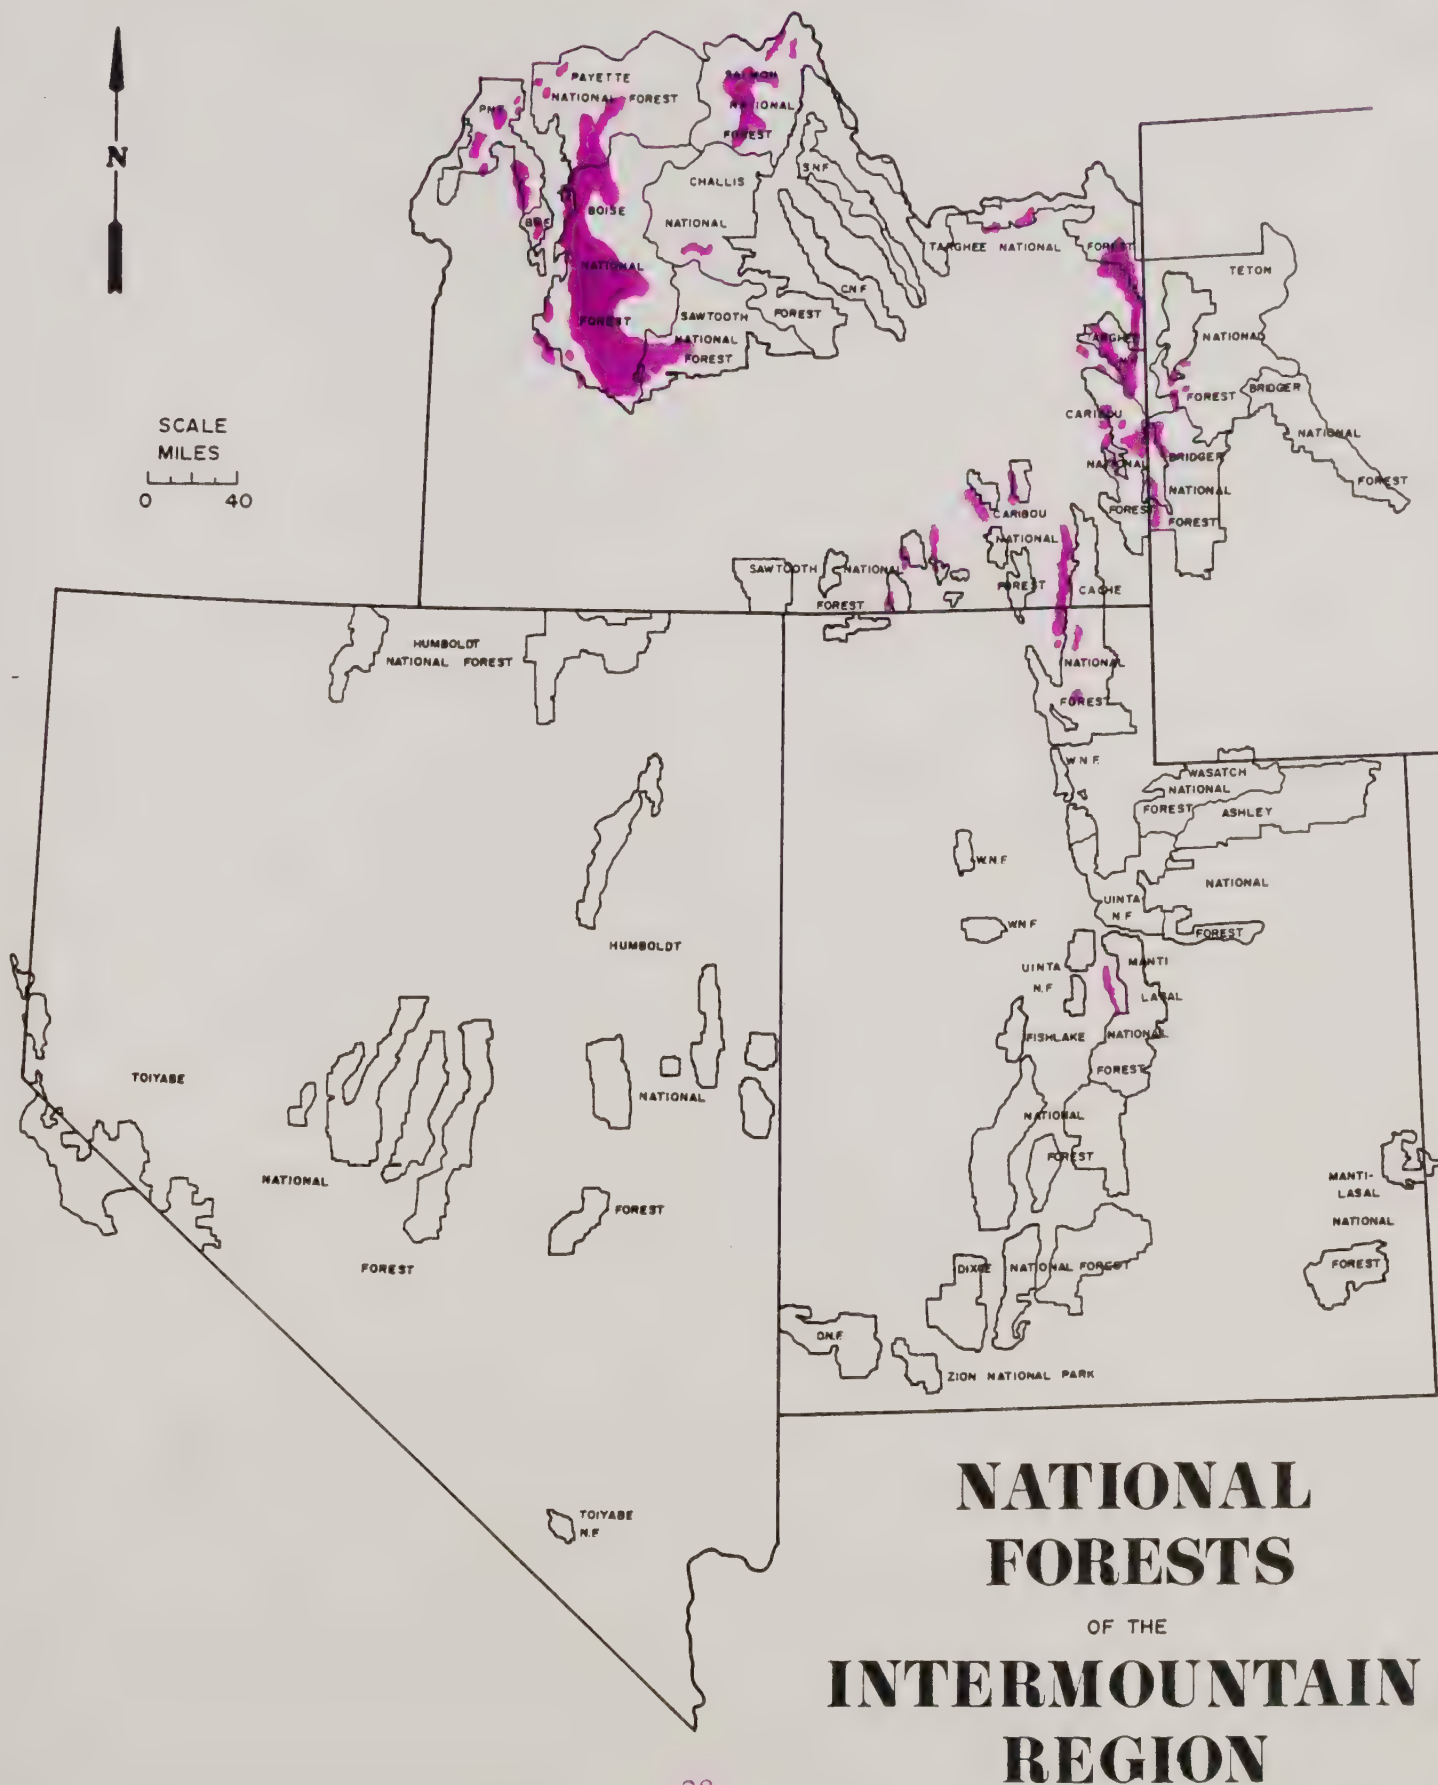 N
SCALE
MILES
0 40
PAYETTE
NATIONAL FOREST
PNF
SALMON
NATIONAL
FOREST
S.N.F.
CHALLIS
NATIONAL
BOISE
NATIONAL
FOREST
C.N.F.
SAWTOOTH
NATIONAL
FOREST
FOREST
TARGHEE NATIONAL
FOREST
TARGHEE
N.F.
TETON
NATIONAL
FOREST
BRIDGER
NATIONAL
FOREST
CARIBOU
NATIONAL
FOREST
BRIDGER
NATIONAL
FOREST
CARIBOU
NATIONAL
FOREST
SAWTOOTH NATIONAL
FOREST
CACHE
NATIONAL
FOREST
HUMBOLDT
NATIONAL FOREST
W.N.F.
WASATCH
NATIONAL
FOREST
ASHLEY
NATIONAL
FOREST
W.N.F.
W.N.F.
UINTA
N.F.
UINTA
N.F.
MANTI
LASAL
NATIONAL
FOREST
FISHLAKE
NATIONAL
FOREST
HUMBOLDT
NATIONAL
FOREST
TOIYABE
NATIONAL
FOREST
MANTI-
LASAL
NATIONAL
FOREST
DIXIE NATIONAL FOREST
D.N.F.
ZION NATIONAL PARK
TOIYABE
N.F.
NATIONAL
FORESTS
OF THE
INTERMOUNTAIN
REGION